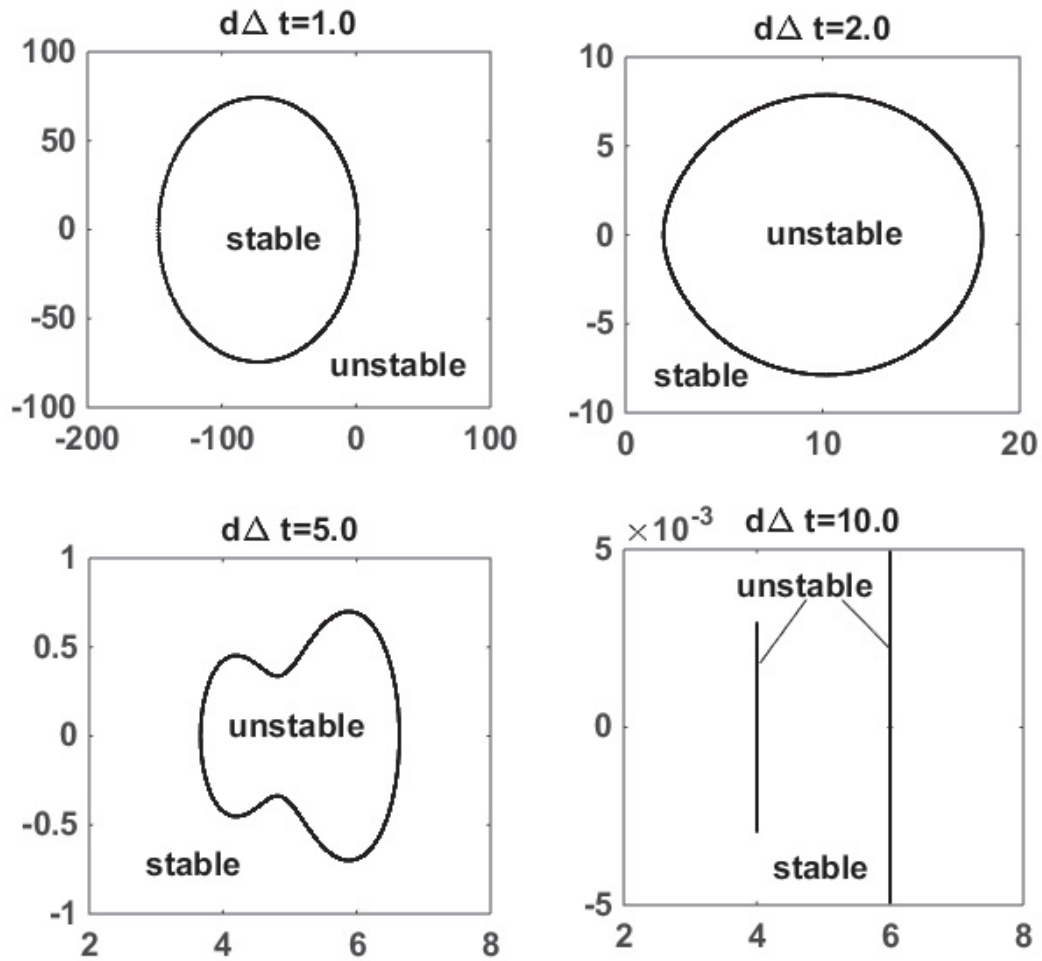 dΔ t=1.0
100
50
0
-50
-100
-200 -100 0 100
stable
unstable
dΔ t=2.0
10
5
0
-5
-10
0 10 20
unstable
stable
dΔ t=5.0
1
0.5
0
-0.5
-1
2 4 6 8
unstable
stable
×10⁻³ dΔ t=10.0
5
0
-5
2 4 6 8
unstable
stable